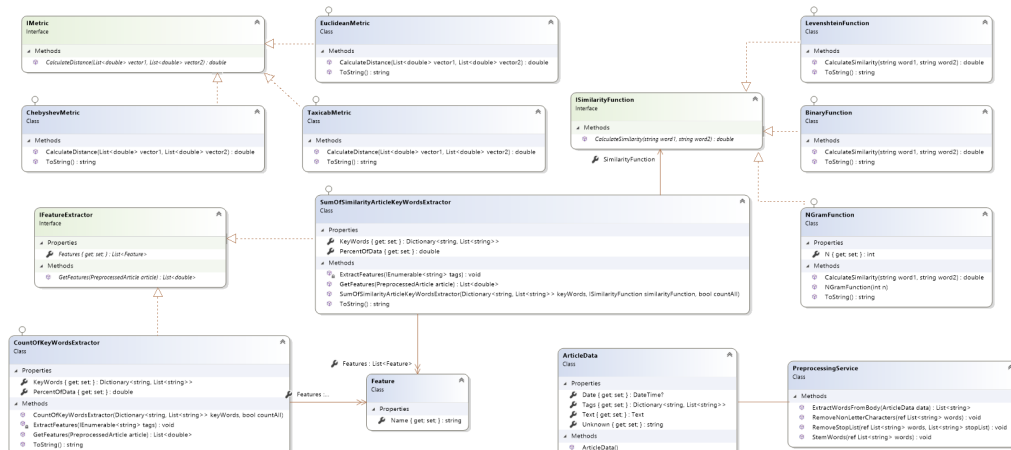 IMetric
Interface
Methods
CalculateDistance(List<double> vector1, List<double> vector2) : double
EuclideanMetric
Class
Methods
CalculateDistance(List<double> vector1, List<double> vector2) : double
ToString() : string
LevenshteinFunction
Class
Methods
CalculateSimilarity(string word1, string word2) : double
ToString() : string
ChebyshevMetric
Class
Methods
CalculateDistance(List<double> vector1, List<double> vector2) : double
ToString() : string
TaxicabMetric
Class
Methods
CalculateDistance(List<double> vector1, List<double> vector2) : double
ToString() : string
ISimilarityFunction
Interface
Methods
CalculateSimilarity(string word1, string word2) : double
SimilarityFunction
BinaryFunction
Class
Methods
CalculateSimilarity(string word1, string word2) : double
ToString() : string
IFeatureExtractor
Interface
Properties
Features { get; set; } : List<Feature>
Methods
GetFeatures(PreprocessedArticle article) : List<double>
SumOfSimilarityArticleKeyWordsExtractor
Class
Properties
KeyWords { get; set; } : Dictionary<string, List<string>>
PercentOfData { get; set; } : double
Methods
ExtractFeatures(IEnumerable<string> tags) : void
GetFeatures(PreprocessedArticle article) : List<double>
SumOfSimilarityArticleKeyWordsExtractor(Dictionary<string, List<string>> keyWords, ISimilarityFunction similarityFunction, bool countAll)
ToString() : string
NGramFunction
Class
Properties
N { get; set; } : int
Methods
CalculateSimilarity(string word1, string word2) : double
NGramFunction(int n)
ToString() : string
CountOfKeyWordsExtractor
Class
Properties
KeyWords { get; set; } : Dictionary<string, List<string>>
PercentOfData { get; set; } : double
Methods
CountOfKeyWordsExtractor(Dictionary<string, List<string>> keyWords, bool countAll)
ExtractFeatures(IEnumerable<string> tags) : void
GetFeatures(PreprocessedArticle article) : List<double>
ToString() : string
Features : List<Feature>
Features :...
Feature
Class
Properties
Name { get; set; } : string
ArticleData
Class
Properties
Date { get; set; } : DateTime?
Tags { get; set; } : Dictionary<string, List<string>>
Text { get; set; } : Text
Unknown { get; set; } : string
Methods
ArticleData()
PreprocessingService
Class
Methods
ExtractWordsFromBody(ArticleData data) : List<string>
RemoveNonLetterCharacters(ref List<string> words) : void
RemoveStopList(ref List<string> words, List<string> stopList) : void
StemWords(ref List<string> words) : void